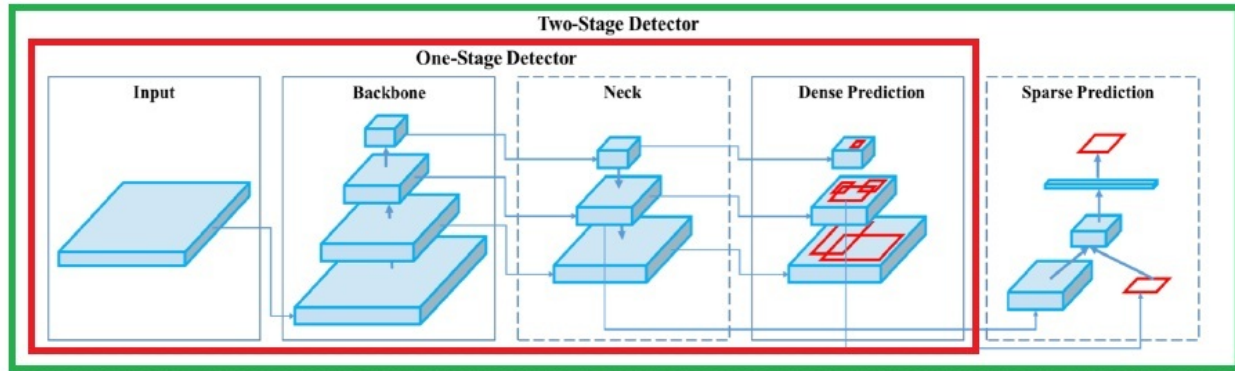 Two-Stage Detector
One-Stage Detector
Input
Backbone
Neck
Dense Prediction
Sparse Prediction